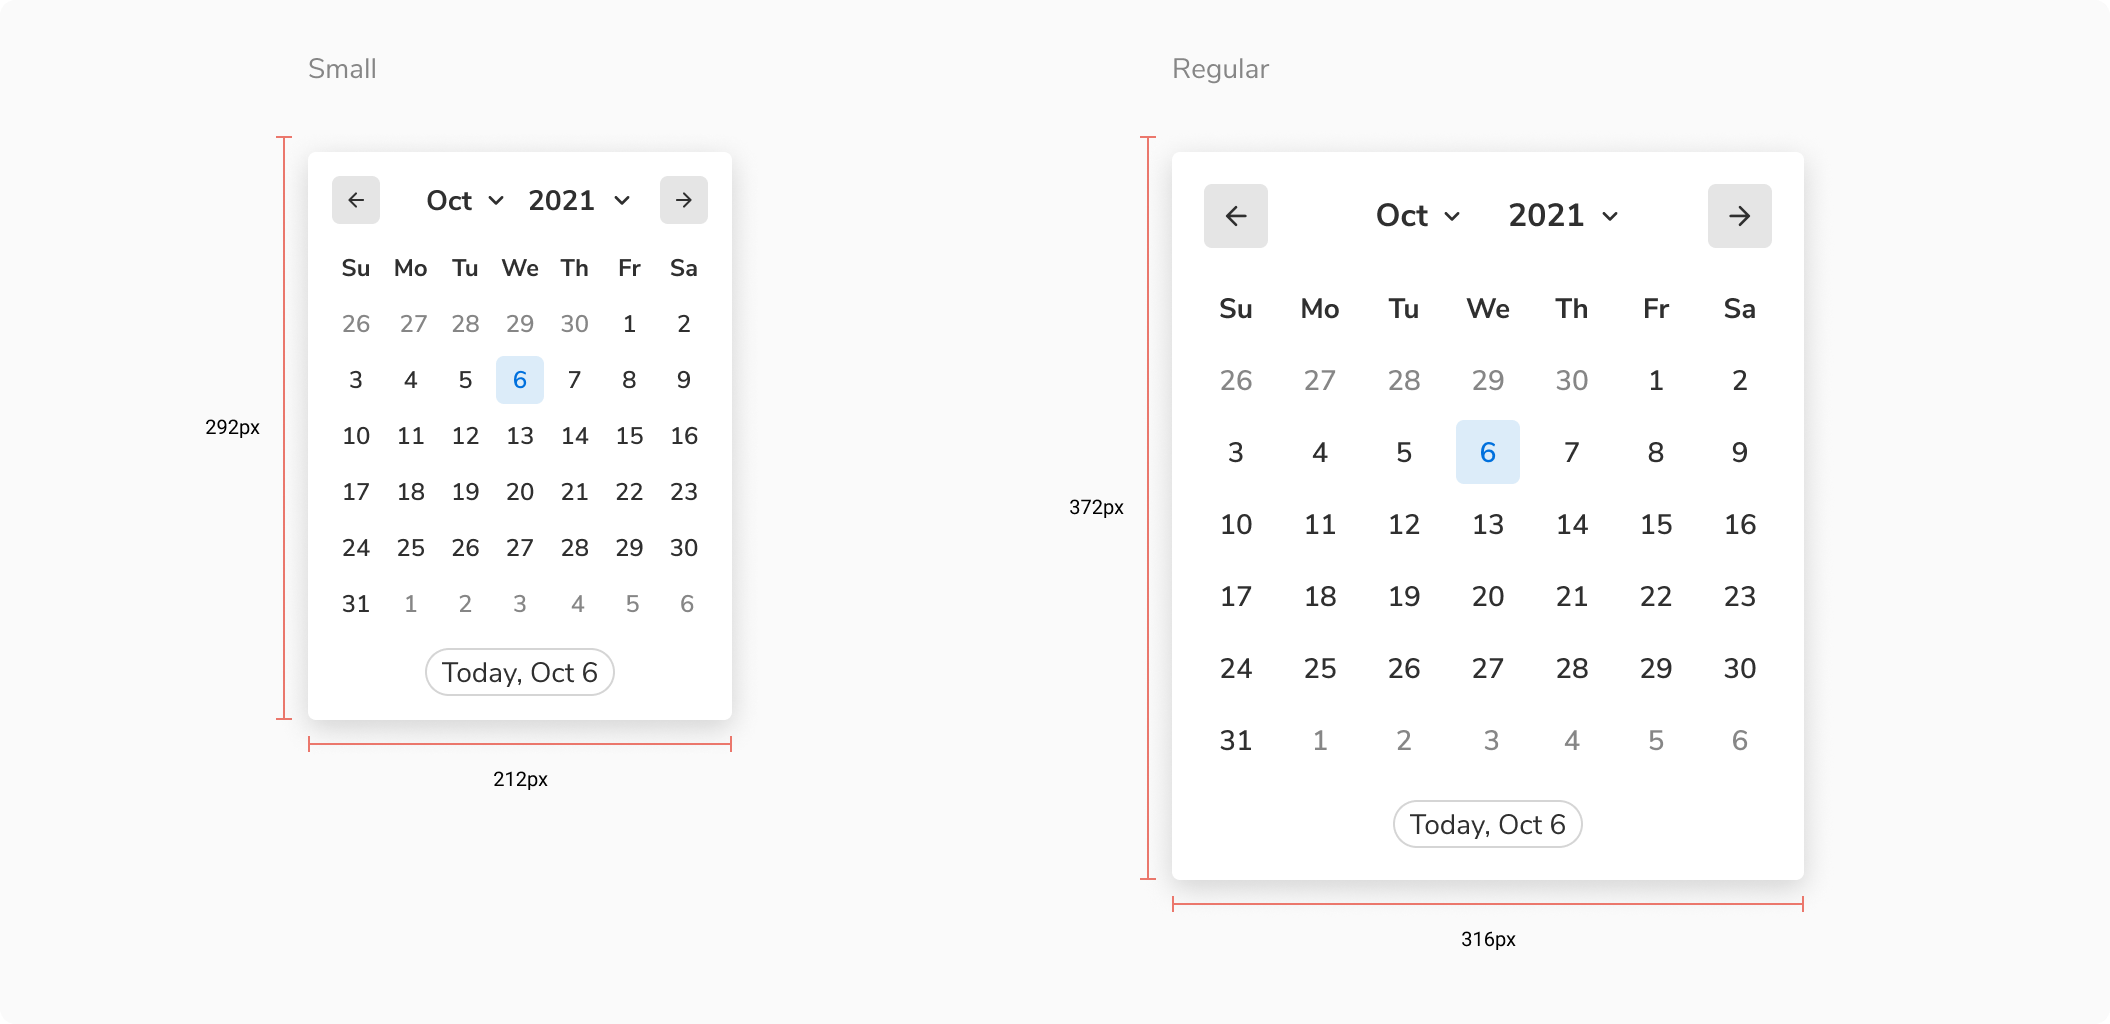 Small
Oct 2021
Su Mo Tu We Th Fr Sa
26 27 28 29 30 1 2
3 4 5 6 7 8 9
10 11 12 13 14 15 16
17 18 19 20 21 22 23
24 25 26 27 28 29 30
31 1 2 3 4 5 6
Today, Oct 6
292px
212px
Regular
Oct 2021
Su Mo Tu We Th Fr Sa
26 27 28 29 30 1 2
3 4 5 6 7 8 9
10 11 12 13 14 15 16
17 18 19 20 21 22 23
24 25 26 27 28 29 30
31 1 2 3 4 5 6
Today, Oct 6
372px
316px